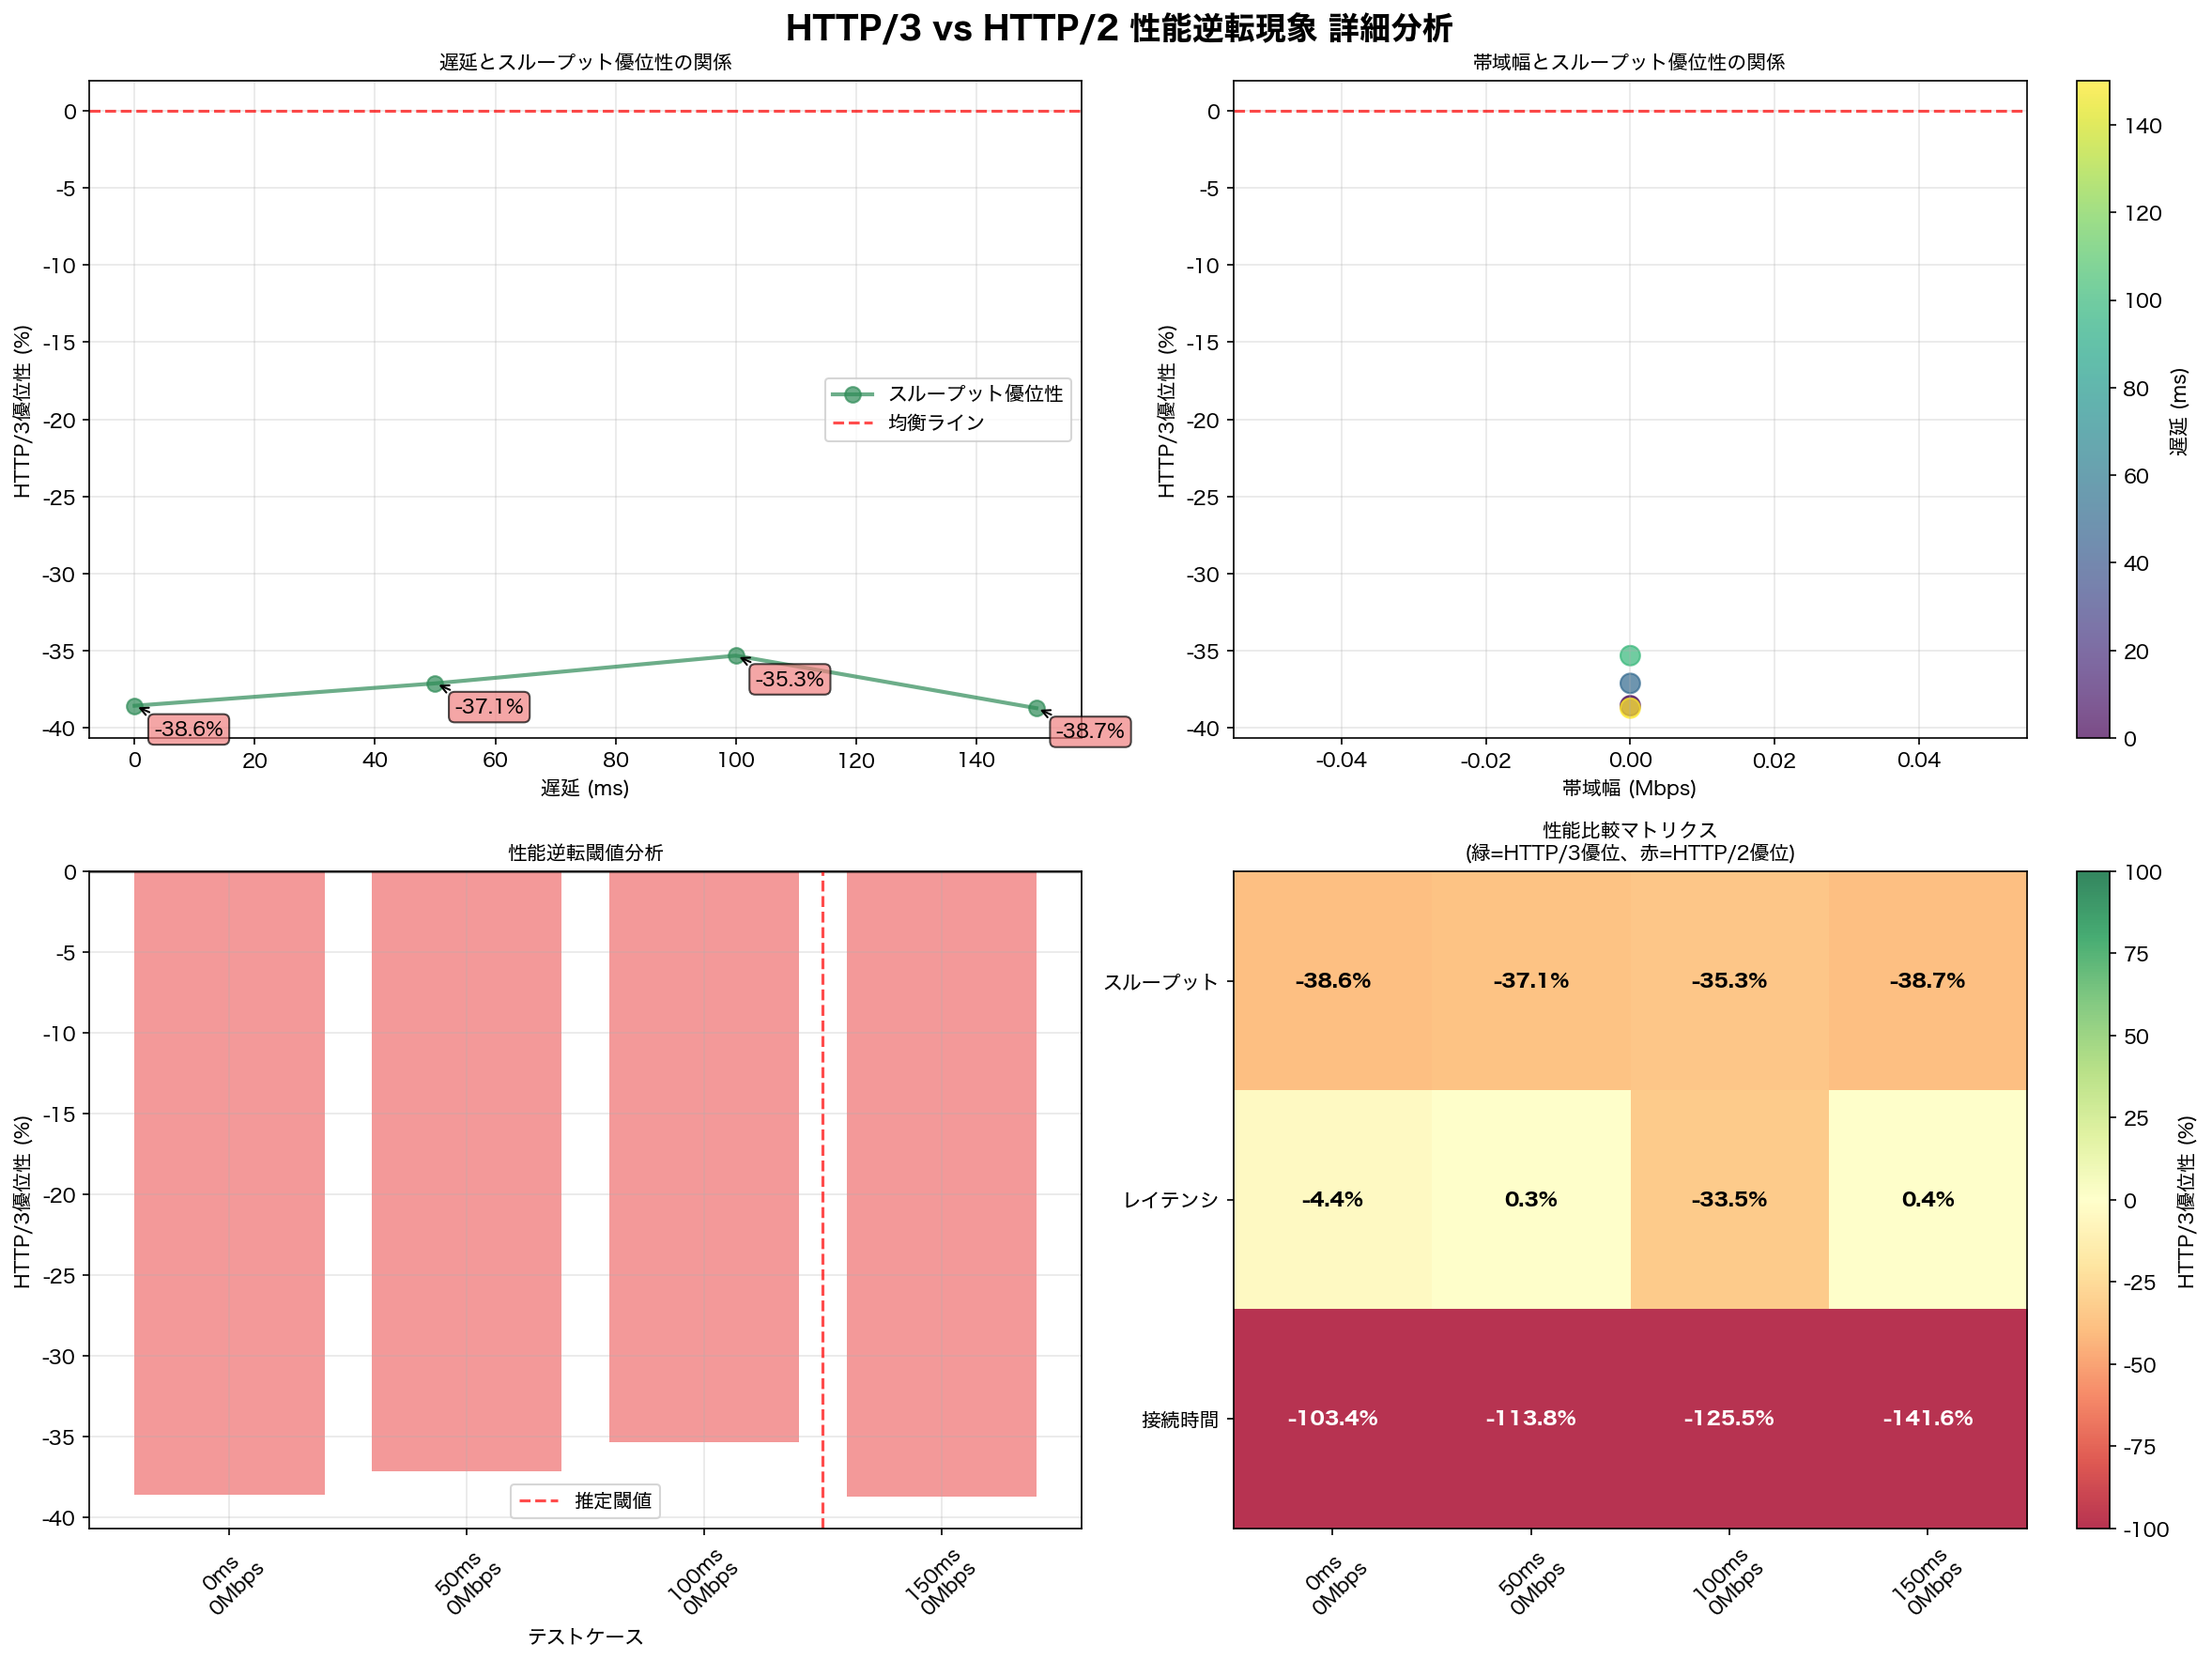 HTTP/3 vs HTTP/2 性能逆転現象 詳細分析
遅延とスループット優位性の関係
HTTP/3優位性 (%)
0
-5
-10
-15
-20
-25
-30
-35
-40
スループット優位性
均衡ライン
-38.6%
-37.1%
-35.3%
-38.7%
0 20 40 60 80 100 120 140
遅延 (ms)
帯域幅とスループット優位性の関係
HTTP/3優位性 (%)
0
-5
-10
-15
-20
-25
-30
-35
-40
-0.04 -0.02 0.00 0.02 0.04
帯域幅 (Mbps)
140
120
100
80
60
40
20
0
遅延 (ms)
性能逆転閾値分析
HTTP/3優位性 (%)
0
-5
-10
-15
-20
-25
-30
-35
-40
推定閾値
0ms
0Mbps
50ms
0Mbps
100ms
0Mbps
150ms
0Mbps
テストケース
性能比較マトリクス
(緑=HTTP/3優位、赤=HTTP/2優位)
スループット -38.6% -37.1% -35.3% -38.7%
レイテンシ -4.4% 0.3% -33.5% 0.4%
接続時間 -103.4% -113.8% -125.5% -141.6%
0ms
0Mbps
50ms
0Mbps
100ms
0Mbps
150ms
0Mbps
100
75
50
25
0
-25
-50
-75
-100
HTTP/3優位性 (%)